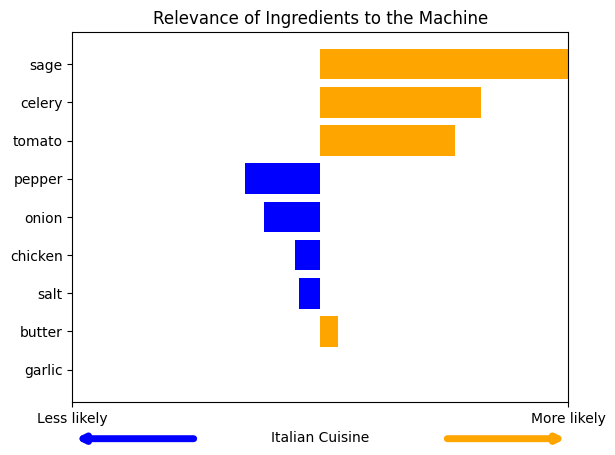 Relevance of Ingredients to the Machine
sage
celery
tomato
pepper
onion
chicken
salt
butter
garlic
Less likely More likely
Italian Cuisine